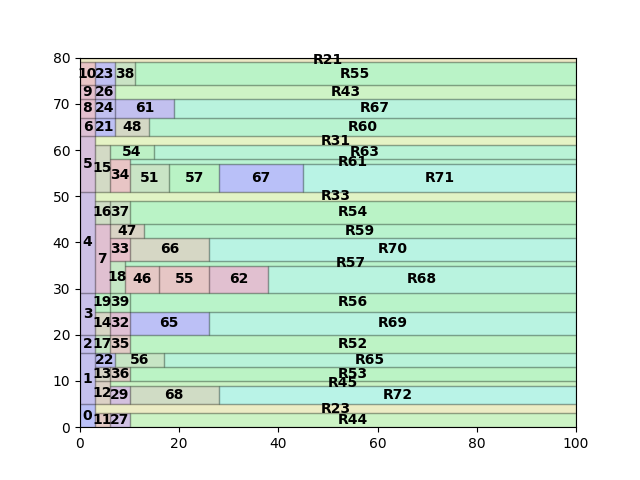 80
R21
10 23 38 R55
9 26 R43
70
8 24 61 R67
6 21 48 R60
R31
60
54 R63
5 15 R61
34 51 57 67 R71
50
R33
16 37 R54
47 R59
40
4 33 66 R70
7 R57
18 46 55 62 R68
30
19 39 R56
3
14 32 65 R69
20
2 17 35 R52
22 56 R65
1 13 36 R53
10
R45
12 29 68 R72
R23
0
11 27 R44
0
0 20 40 60 80 100